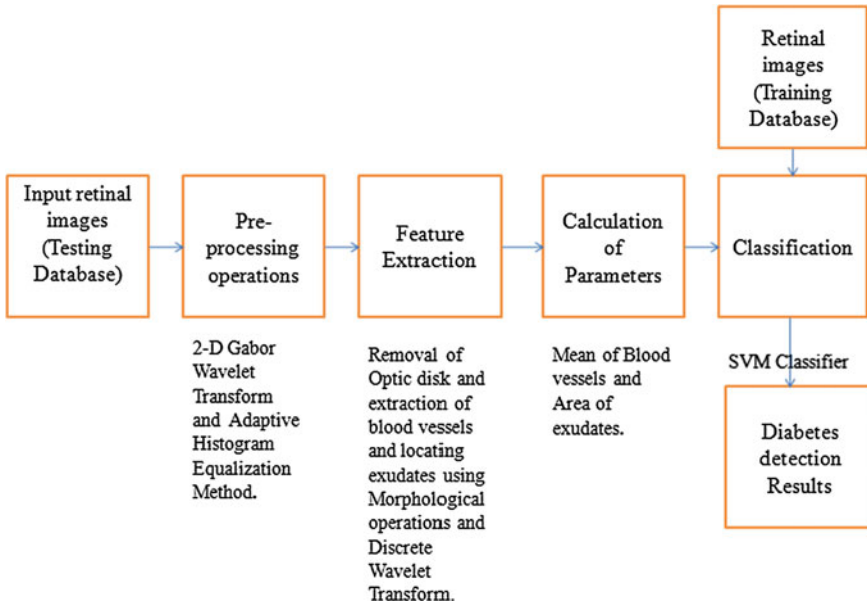 Retinal
images
(Training
Database)
Input retinal
images
(Testing
Database)
Pre-
processing
operations
Feature
Extraction
Calculation
of
Parameters
Classification
2-D Gabor
Wavelet
Transform
and Adaptive
Histogram
Equalization
Method.
Removal of
Optic disk and
extraction of
blood vessels
and locating
exudates using
Morphological
operations and
Discrete
Wavelet
Transform.
Mean of Blood
vessels and
Area of
exudates.
SVM Classifier
Diabetes
detection
Results